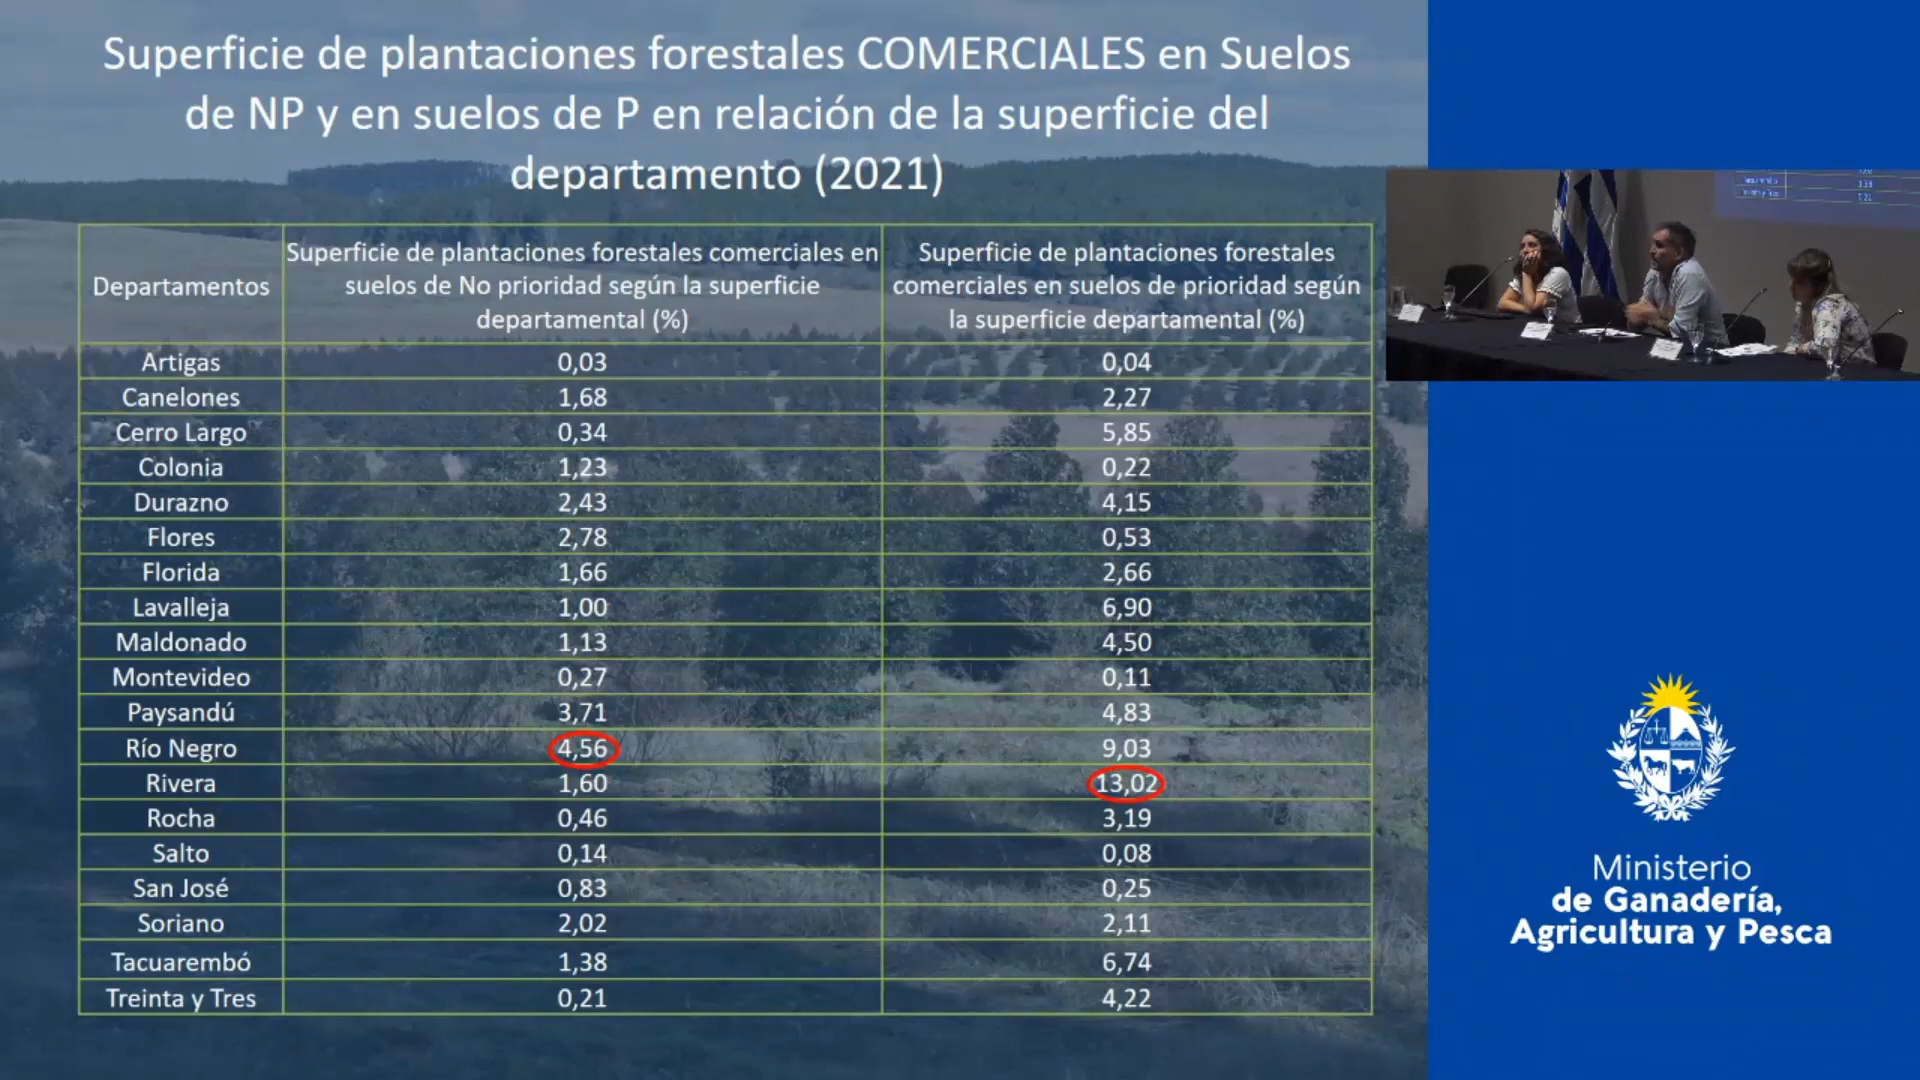 Superficie de plantaciones forestales COMERCIALES en Suelos
de NP y en suelos de P en relación de la superficie del
departamento (2021)
Departamentos
Superficie de plantaciones forestales comerciales en
suelos de No prioridad según la superficie
departamental (%)
Superficie de plantaciones forestales
comerciales en suelos de prioridad según
la superficie departamental (%)
Artigas 0,03 0,04
Canelones 1,68 2,27
Cerro Largo 0,34 5,85
Colonia 1,23 0,22
Durazno 2,43 4,15
Flores 2,78 0,53
Florida 1,66 2,66
Lavalleja 1,00 6,90
Maldonado 1,13 4,50
Montevideo 0,27 0,11
Paysandú 3,71 4,83
Río Negro 4,56 9,03
Rivera 1,60 13,02
Rocha 0,46 3,19
Salto 0,14 0,08
San José 0,83 0,25
Soriano 2,02 2,11
Tacuarembó 1,38 6,74
Treinta y Tres 0,21 4,22
Ministerio
de Ganadería,
Agricultura y Pesca